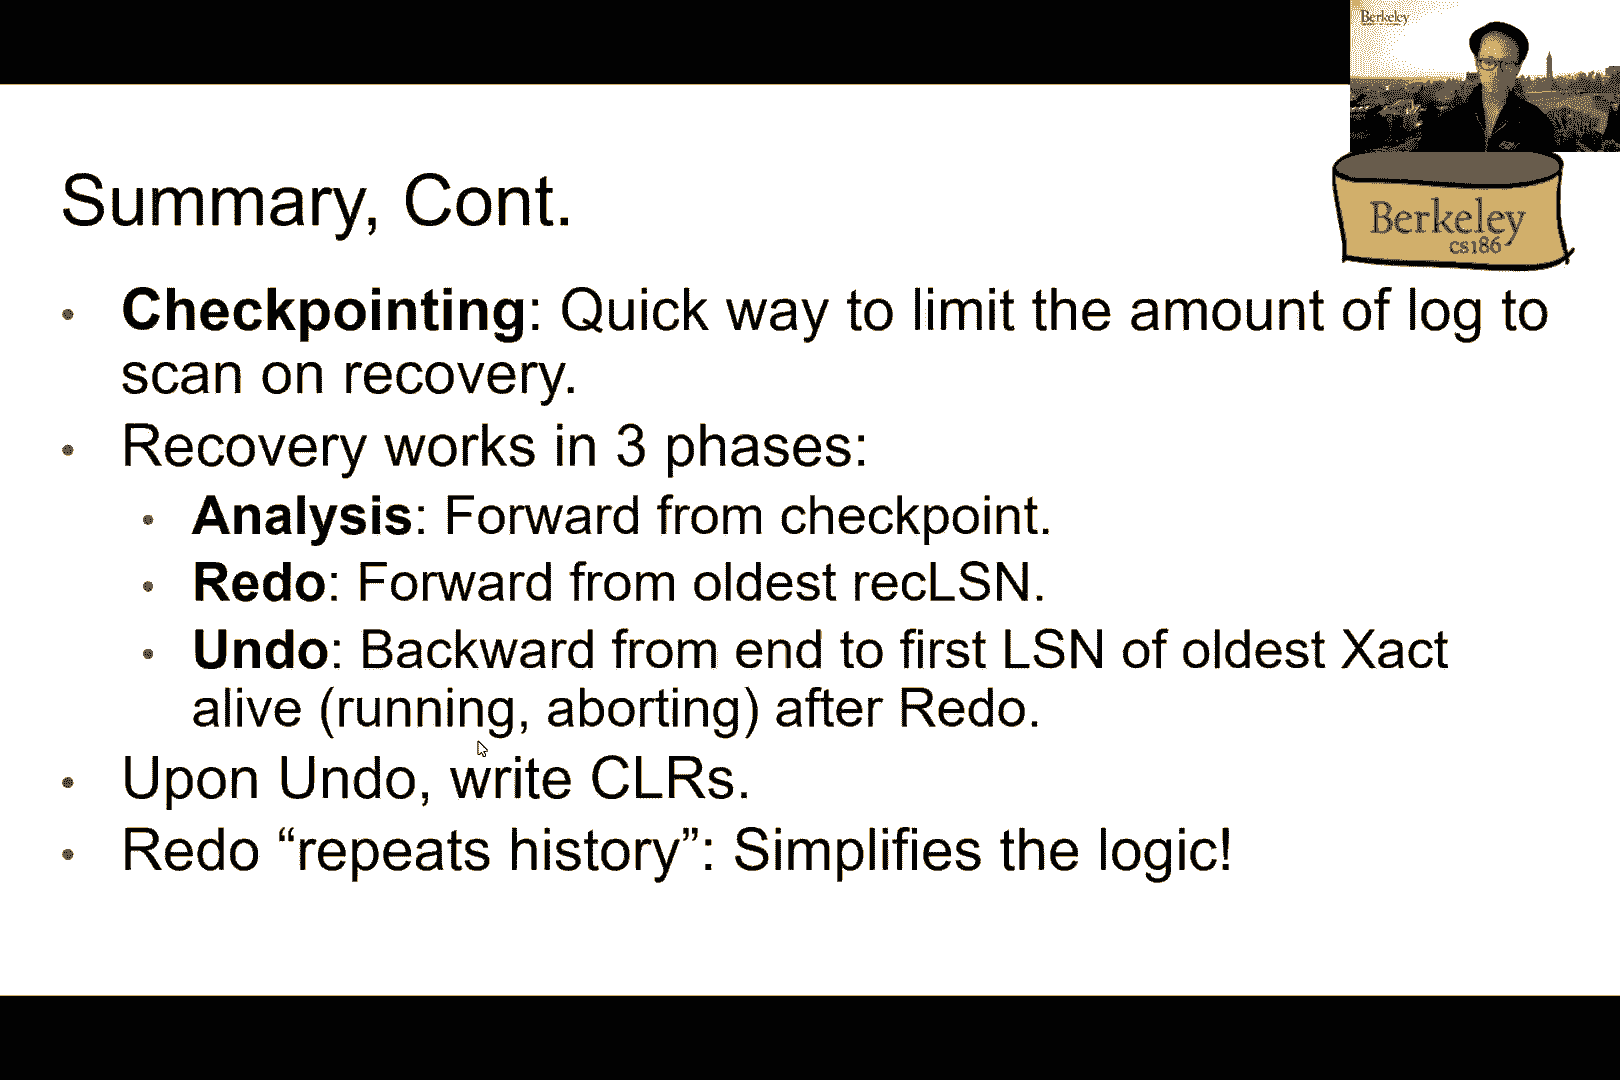 Berkeley
Summary, Cont.
Berkeley
cs186
• Checkpointing: Quick way to limit the amount of log to
scan on recovery.
• Recovery works in 3 phases:
• Analysis: Forward from checkpoint.
• Redo: Forward from oldest recLSN.
• Undo: Backward from end to first LSN of oldest Xact
alive (running, aborting) after Redo.
• Upon Undo, write CLRs.
• Redo “repeats history”: Simplifies the logic!